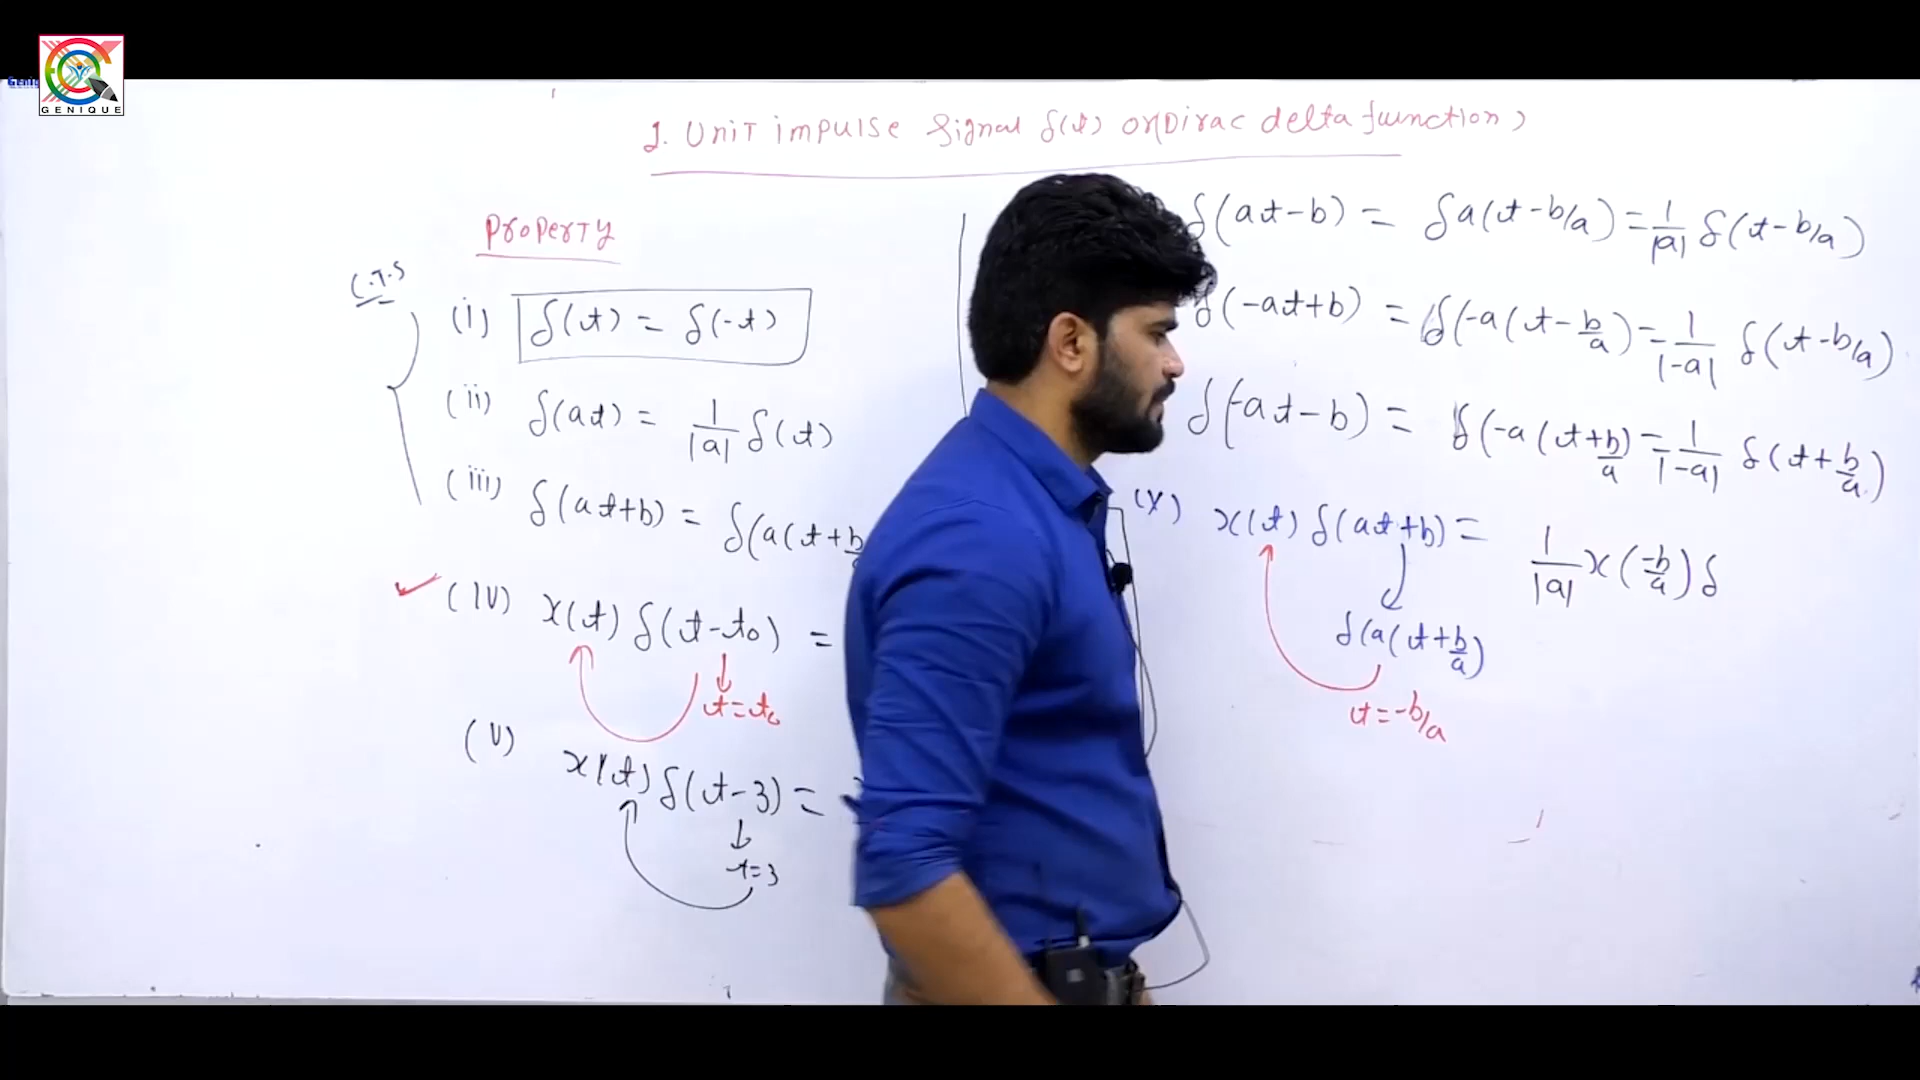 GENIQUE
1. Unit impulse signal δ(t) or (Dirac delta function)
Property
C.T.S
(i) δ(t) = δ(-t)
(ii) δ(at) = 1/|a| δ(t)
(iii) δ(at+b) = δ(a(t+b
(iv) x(t) δ(t-t₀) =
t=t₀
(v) x(t) δ(t-3) =
t=3
δ(at-b) = δa(t-b/a) = 1/|a| δ(t-b/a)
δ(-at+b) = δ(-a(t-b/a) = 1/|-a| δ(t-b/a)
δ(-at-b) = δ(-a(t+b/a) = 1/|-a| δ(t+b/a)
x(t) δ(at+b) = 1/|a| x(-b/a) δ
δ(a(t+b/a)
t=-b/a